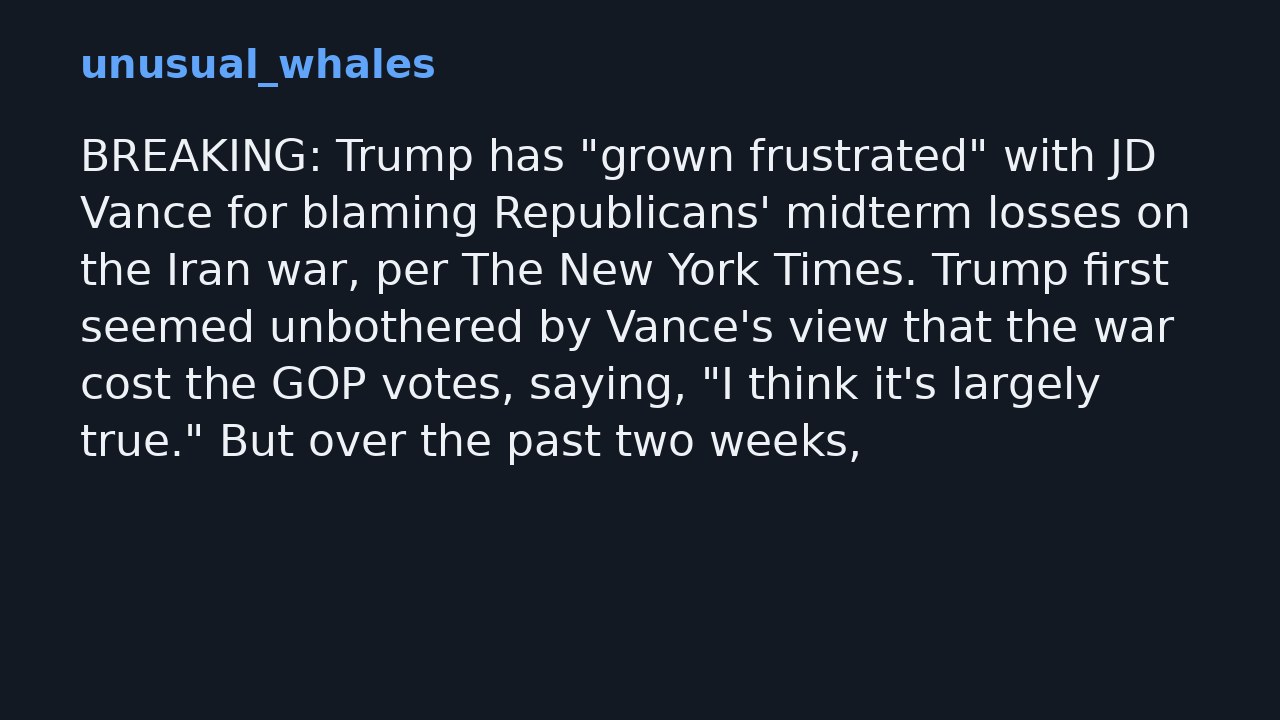 unusual_whales
BREAKING: Trump has "grown frustrated" with JD
Vance for blaming Republicans' midterm losses on
the Iran war, per The New York Times. Trump first
seemed unbothered by Vance's view that the war
cost the GOP votes, saying, "I think it's largely
true." But over the past two weeks,